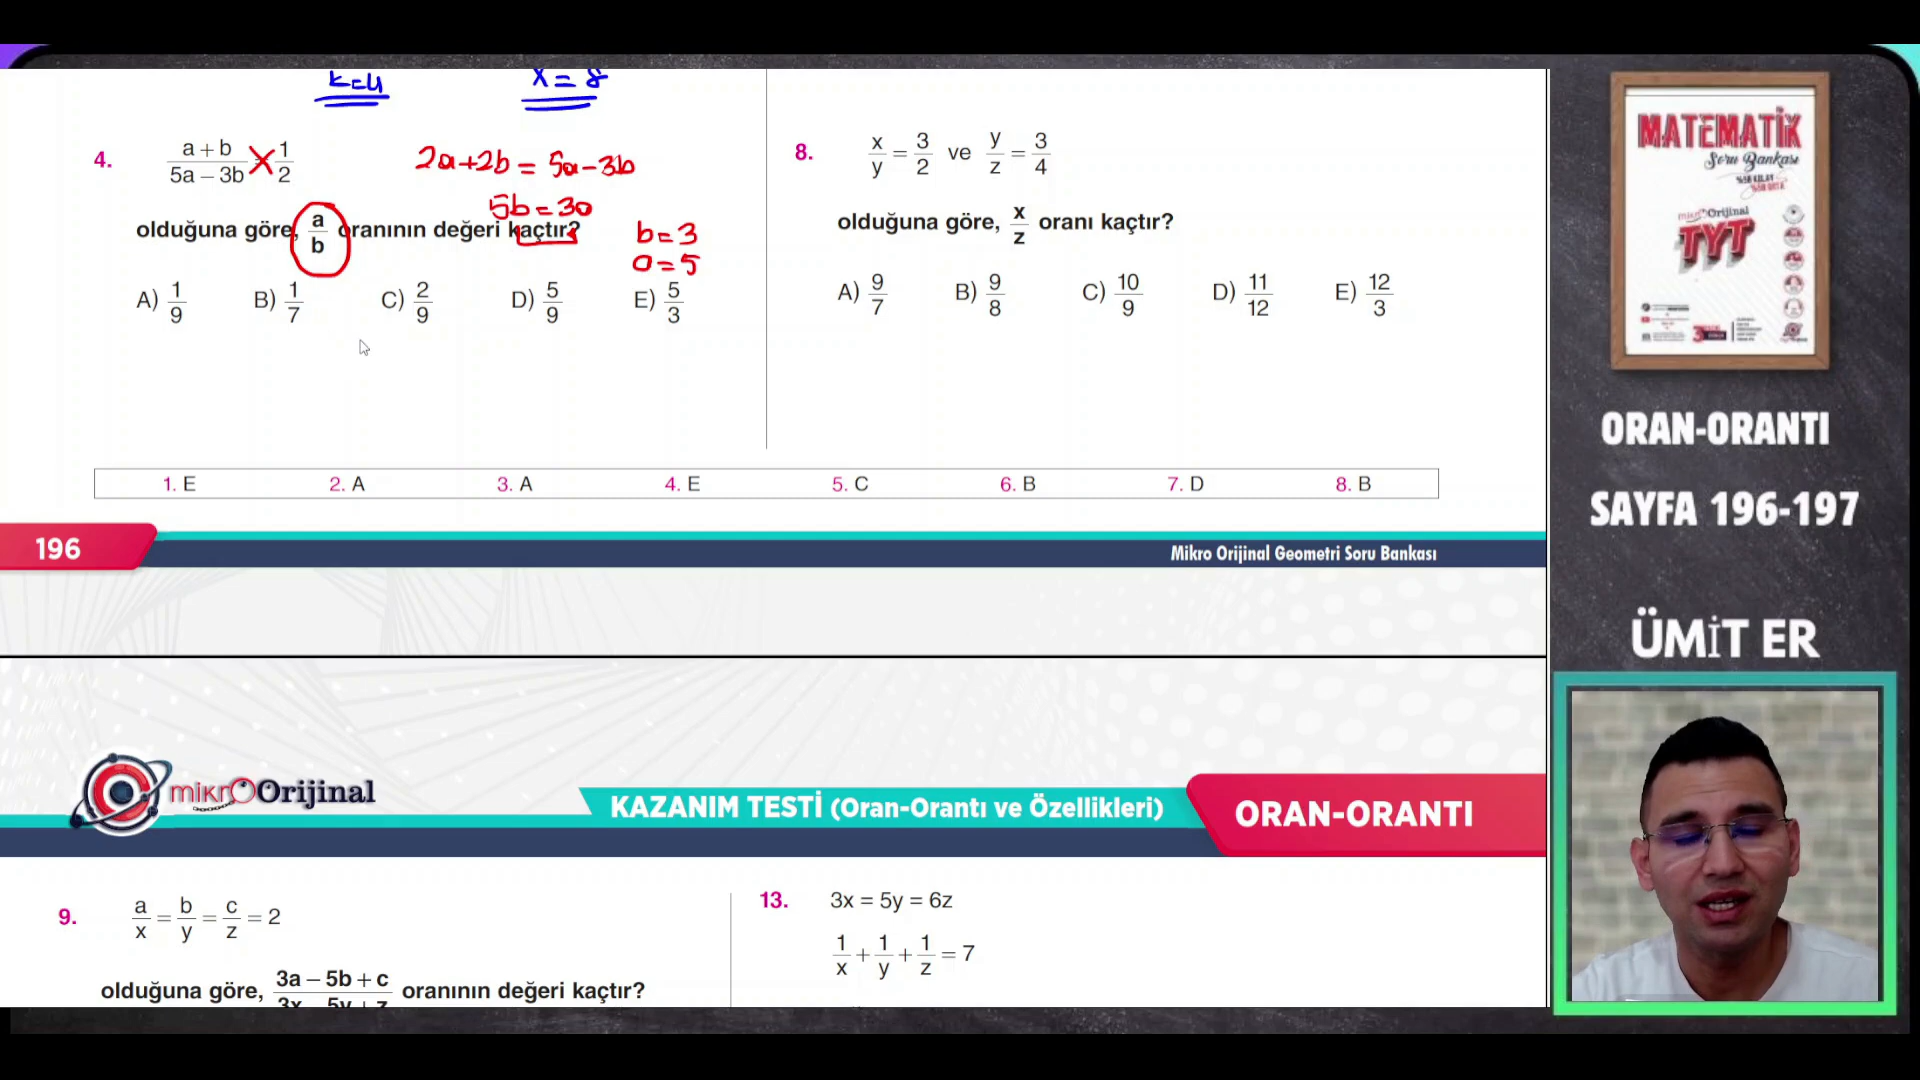 k=4
x = 8
4. a + b / 5a − 3b 1 / 2
2a+2b = 5a−3b
5b = 3a
olduğuna göre, a / b oranının değeri kaçtır?
b = 3
a = 5
A) 1/9 B) 1/7 C) 2/9 D) 5/9 E) 5/3
8. x/y = 3/2 ve y/z = 3/4
olduğuna göre, x/z oranı kaçtır?
A) 9/7 B) 9/8 C) 10/9 D) 11/12 E) 12/3
1. E 2. A 3. A 4. E 5. C 6. B 7. D 8. B
196
Mikro Orijinal Geometri Soru Bankası
mikro Orijinal
KAZANIM TESTİ (Oran-Orantı ve Özellikleri)
ORAN-ORANTI
9. a/x = b/y = c/z = 2
olduğuna göre, 3a − 5b + c / 3x − 5y + z oranının değeri kaçtır?
13. 3x = 5y = 6z
1/x + 1/y + 1/z = 7
MATEMATİK
Soru Bankası
mikro Orijinal
TYT
ORAN-ORANTI
SAYFA 196-197
ÜMİT ER